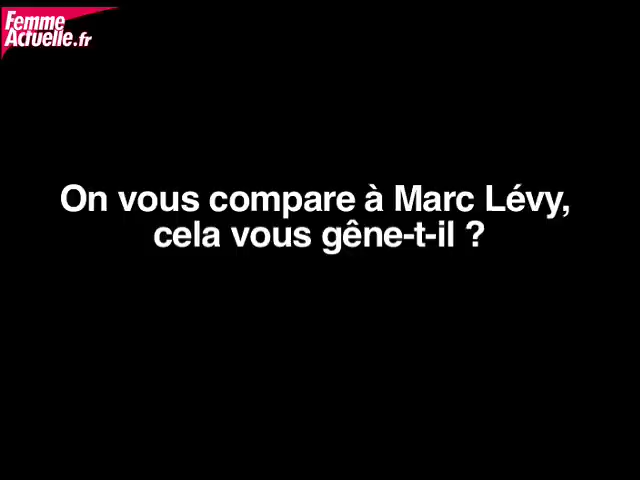 Femme
Actuelle.fr
On vous compare à Marc Lévy,
cela vous gêne-t-il ?